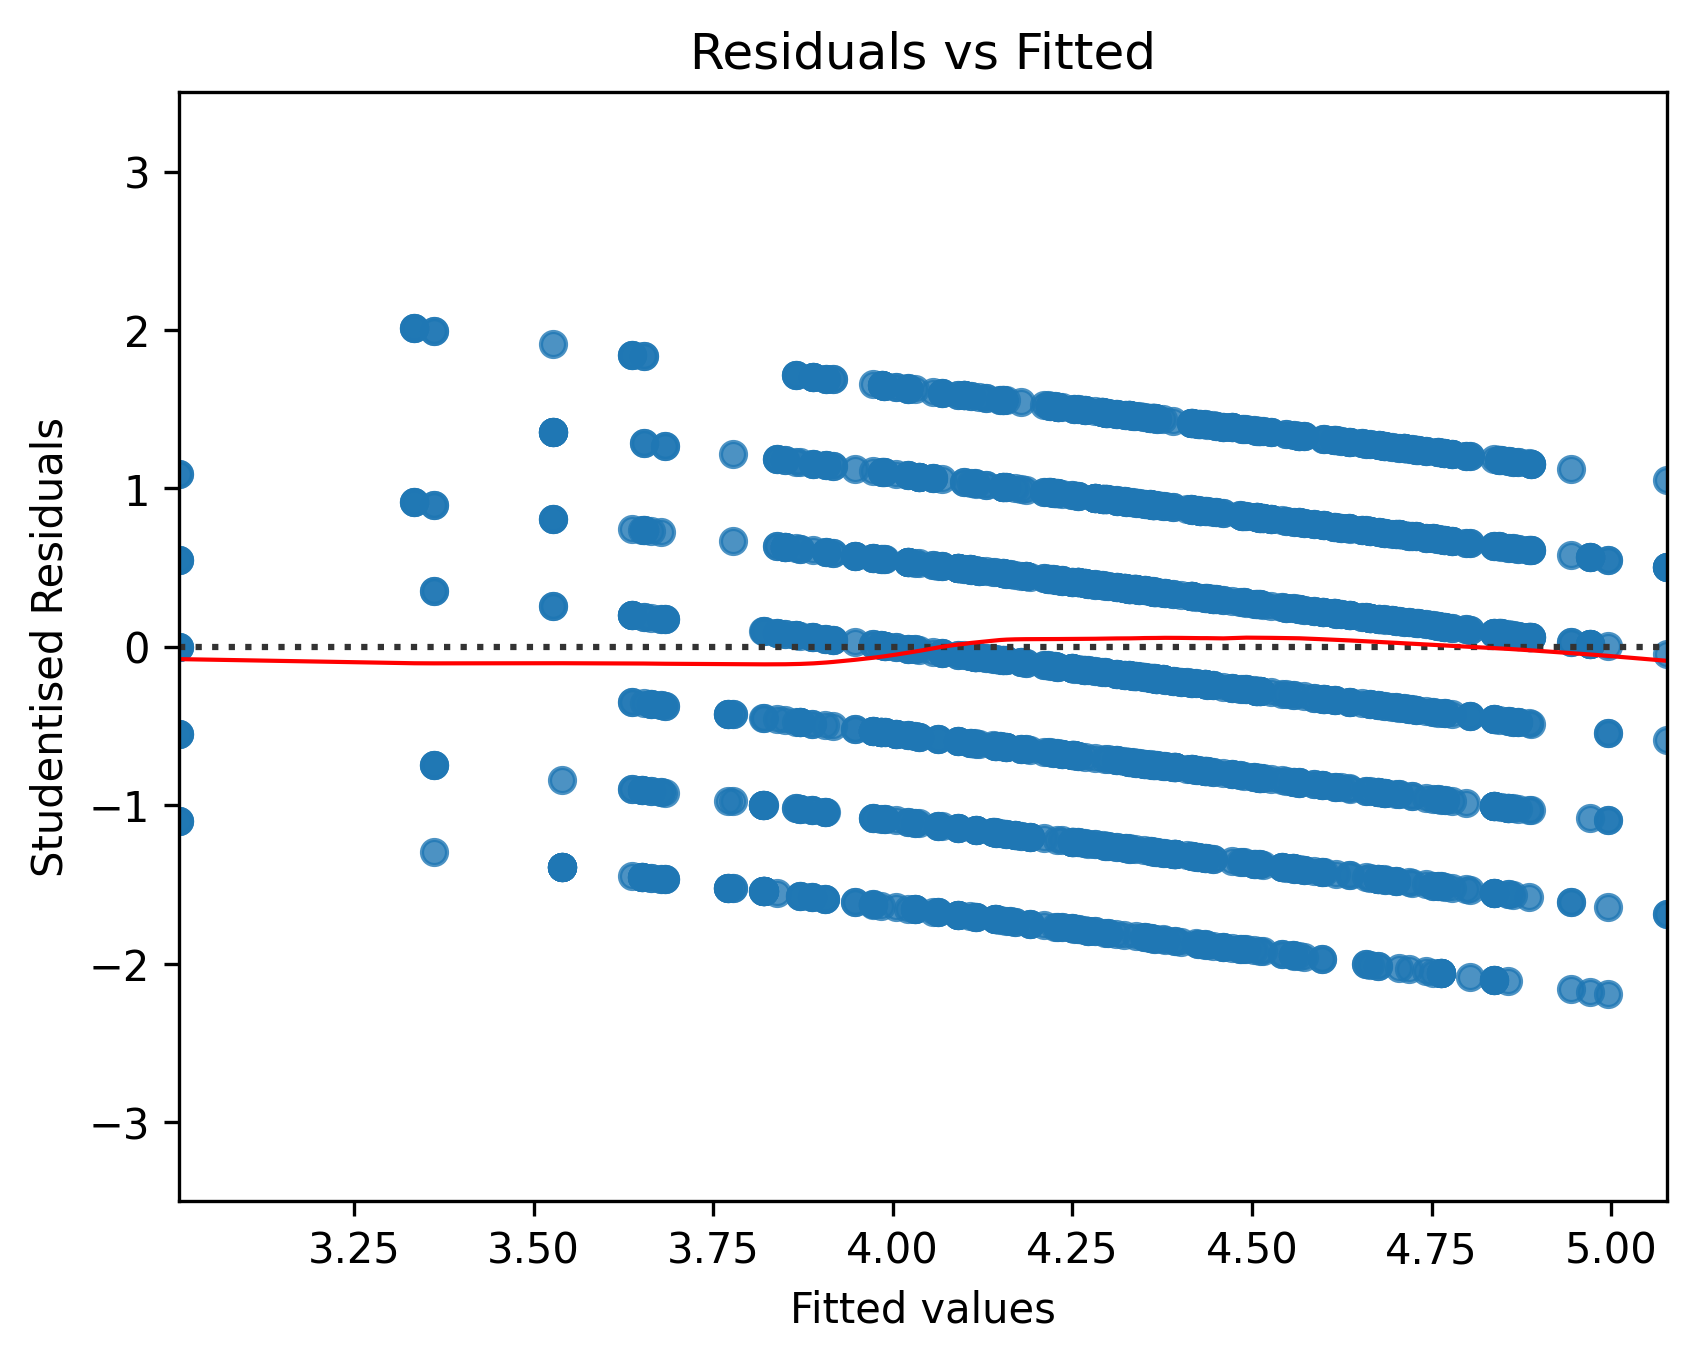 Residuals vs Fitted
Studentised Residuals
3
2
1
0
−1
−2
−3
3.25 3.50 3.75 4.00 4.25 4.50 4.75 5.00
Fitted values